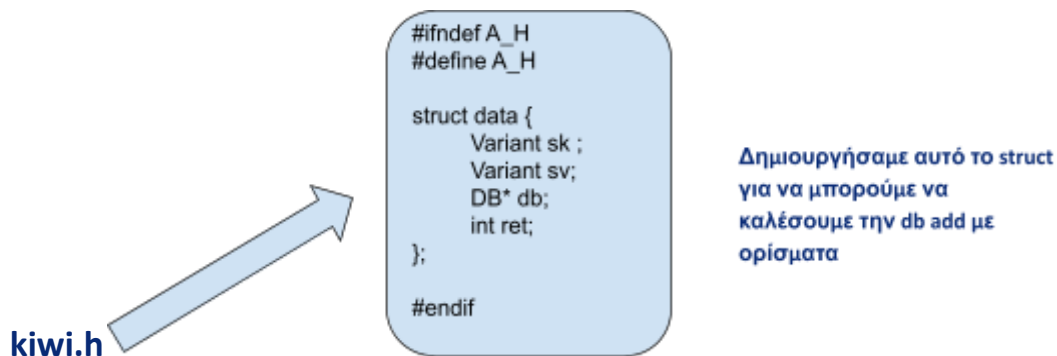 #ifndef A_H
#define A_H
struct data {
Variant sk ;
Variant sv;
DB* db;
int ret;
};
#endif
Δημιουργήσαμε αυτό το struct
για να μπορούμε να
καλέσουμε την db add με
ορίσματα
kiwi.h